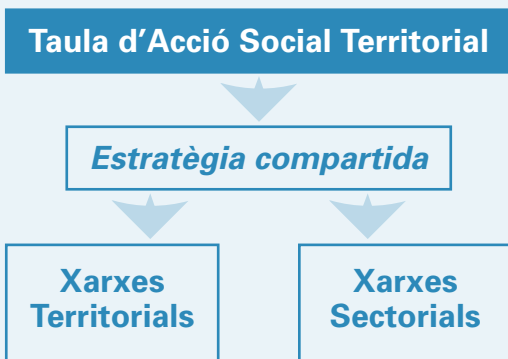 Taula d'Acció Social Territorial
Estratègia compartida
Xarxes
Territorials
Xarxes
Sectorials